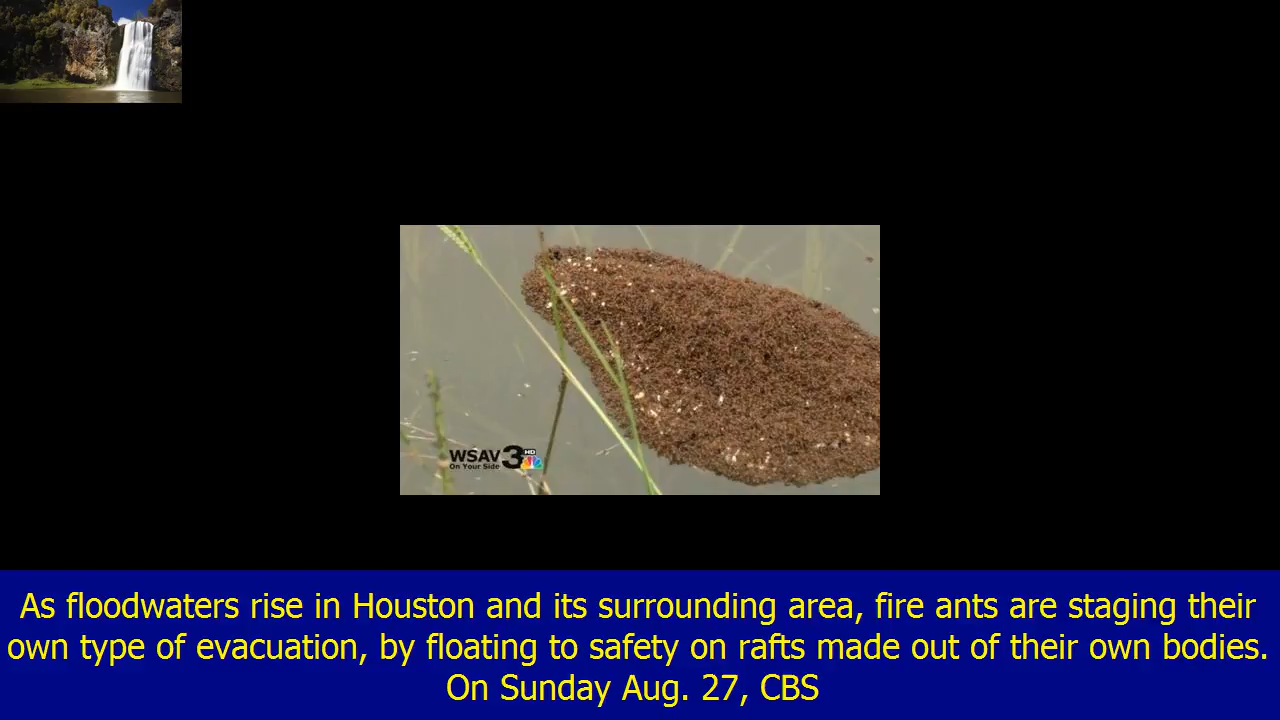 WSAV 3 HD
On Your Side
As floodwaters rise in Houston and its surrounding area, fire ants are staging their
own type of evacuation, by floating to safety on rafts made out of their own bodies.
On Sunday Aug. 27, CBS